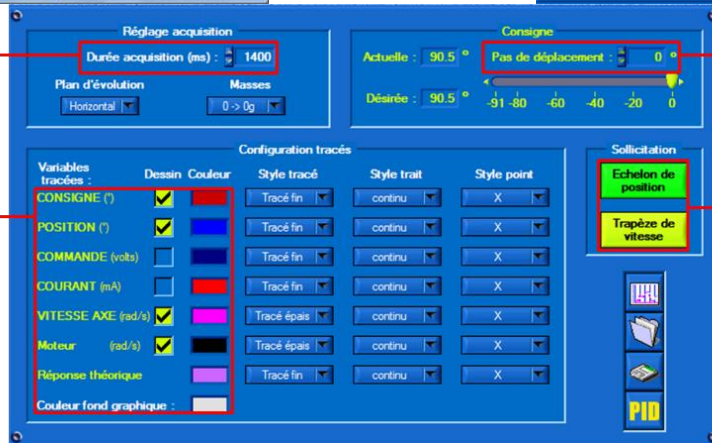 Réglage acquisition
Durée acquisition (ms) : 1400
Plan d'évolution Masses
Horizontal 0 -> 0g
Consigne
Actuelle : 90.5 ° Pas de déplacement : 0 °
Désirée : 90.5 ° -91 -80 -60 -40 -20 0
Configuration tracés
Variables tracées : Dessin Couleur Style tracé Style trait Style point
CONSIGNE (°) Tracé fin continu X
POSITION (°) Tracé fin continu X
COMMANDE (volts) Tracé fin continu X
COURANT (mA) Tracé fin continu X
VITESSE AXE (rad/s) Tracé épais continu X
Moteur (rad/s) Tracé épais continu X
Réponse théorique Tracé fin continu X
Couleur fond graphique :
Sollicitation
Echelon de
position
Trapèze de
vitesse
PID